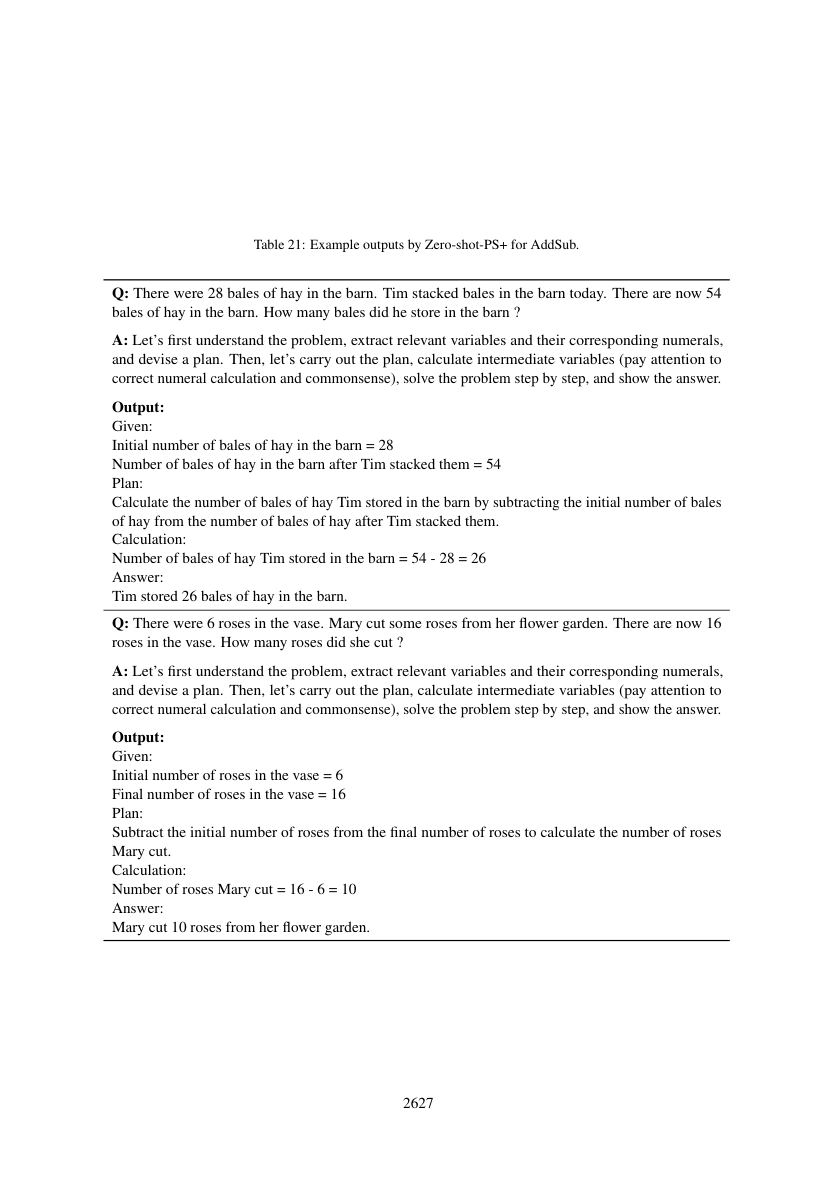 Table 21: Example outputs by Zero-shot-PS+ for AddSub.
Q: There were 28 bales of hay in the barn. Tim stacked bales in the barn today. There are now 54
bales of hay in the barn. How many bales did he store in the barn ?
A: Let's first understand the problem, extract relevant variables and their corresponding numerals,
and devise a plan. Then, let's carry out the plan, calculate intermediate variables (pay attention to
correct numeral calculation and commonsense), solve the problem step by step, and show the answer.
Output:
Given:
Initial number of bales of hay in the barn = 28
Number of bales of hay in the barn after Tim stacked them = 54
Plan:
Calculate the number of bales of hay Tim stored in the barn by subtracting the initial number of bales
of hay from the number of bales of hay after Tim stacked them.
Calculation:
Number of bales of hay Tim stored in the barn = 54 - 28 = 26
Answer:
Tim stored 26 bales of hay in the barn.
Q: There were 6 roses in the vase. Mary cut some roses from her flower garden. There are now 16
roses in the vase. How many roses did she cut ?
A: Let's first understand the problem, extract relevant variables and their corresponding numerals,
and devise a plan. Then, let's carry out the plan, calculate intermediate variables (pay attention to
correct numeral calculation and commonsense), solve the problem step by step, and show the answer.
Output:
Given:
Initial number of roses in the vase = 6
Final number of roses in the vase = 16
Plan:
Subtract the initial number of roses from the final number of roses to calculate the number of roses
Mary cut.
Calculation:
Number of roses Mary cut = 16 - 6 = 10
Answer:
Mary cut 10 roses from her flower garden.
2627